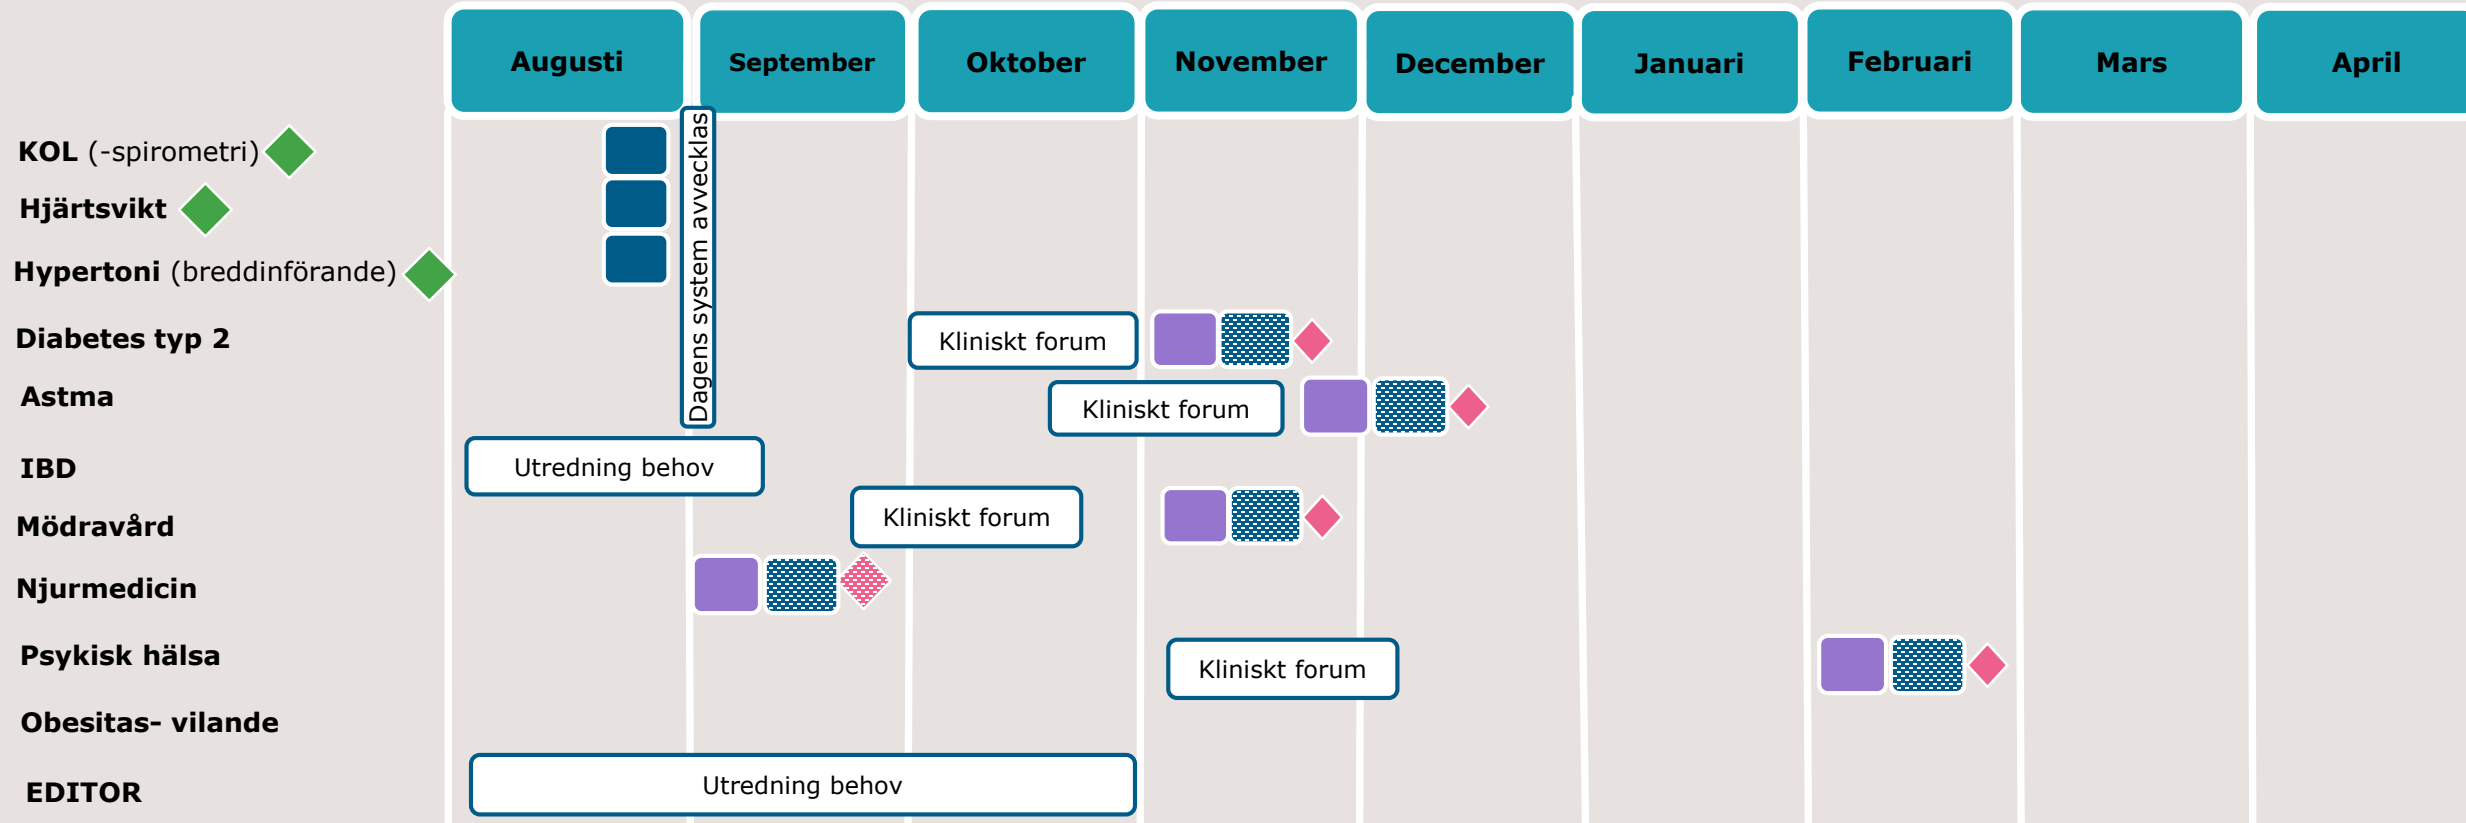 Augusti September Oktober November December Januari Februari Mars April
Dagens system avvecklas
KOL (-spirometri)
Hjärtsvikt
Hypertoni (breddinförande)
Diabetes typ 2 Kliniskt forum
Astma Kliniskt forum
IBD Utredning behov
Mödravård Kliniskt forum
Njurmedicin
Psykisk hälsa Kliniskt forum
Obesitas- vilande
EDITOR Utredning behov